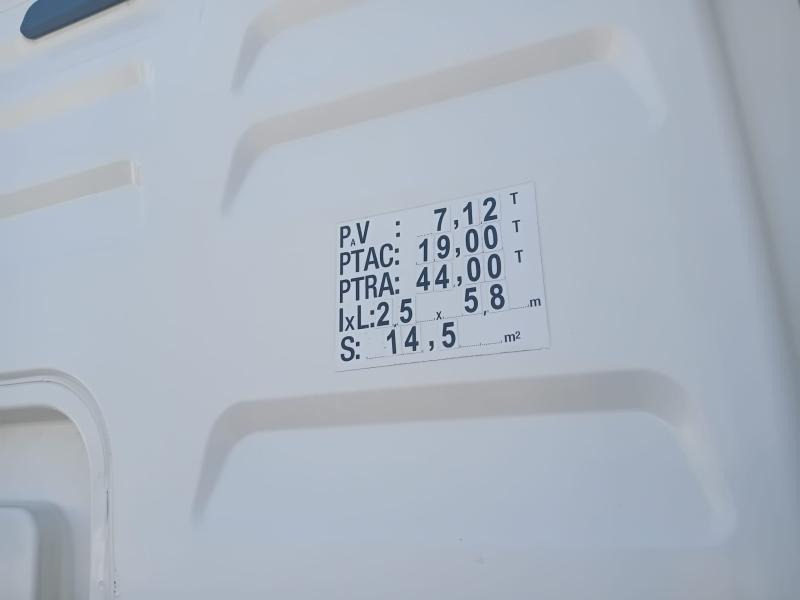 PAV : 7,12 T
PTAC: 19,00 T
PTRA: 44,00 T
lxL: 2,5 x 5,8 m
S: 14,5 m²